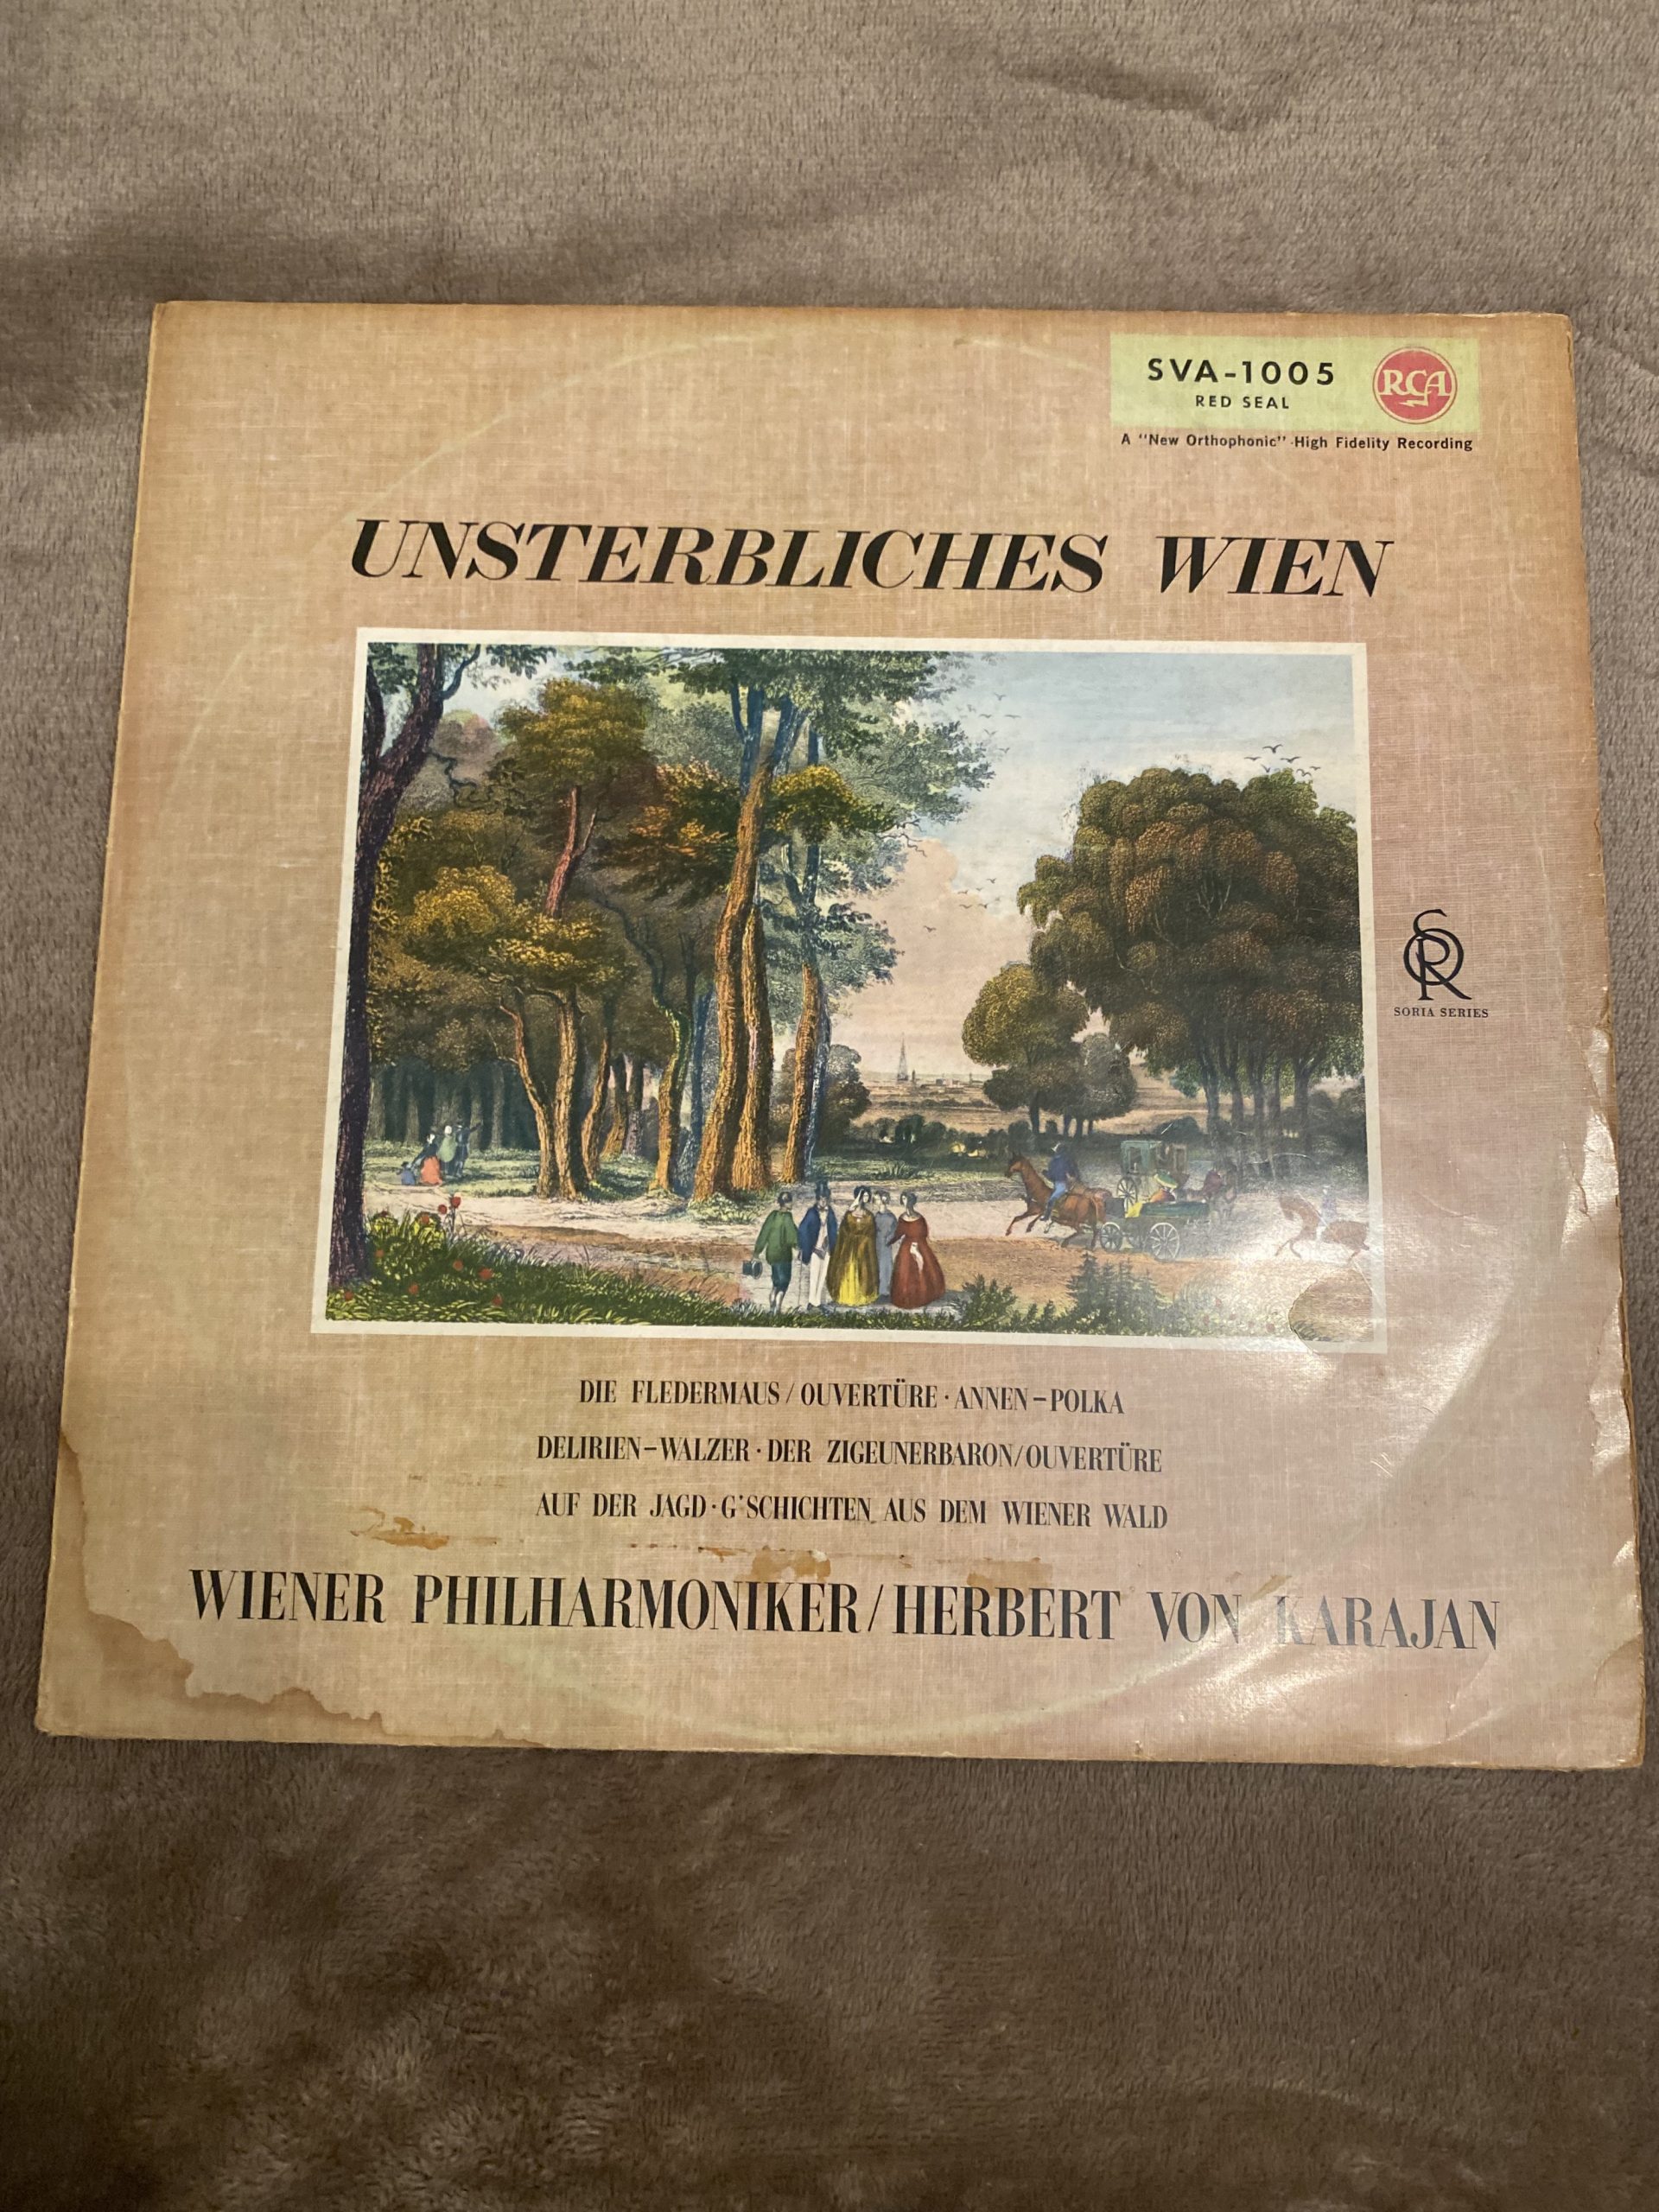 SVA-1005
RED SEAL
RCA
A "New Orthophonic" High Fidelity Recording
UNSTERBLICHES WIEN
SR
SORIA SERIES
DIE FLEDERMAUS / OUVERTÜRE · ANNEN-POLKA
DELIRIEN-WALZER · DER ZIGEUNERBARON/OUVERTÜRE
AUF DER JAGD · G'SCHICHTEN AUS DEM WIENER WALD
WIENER PHILHARMONIKER / HERBERT VON KARAJAN